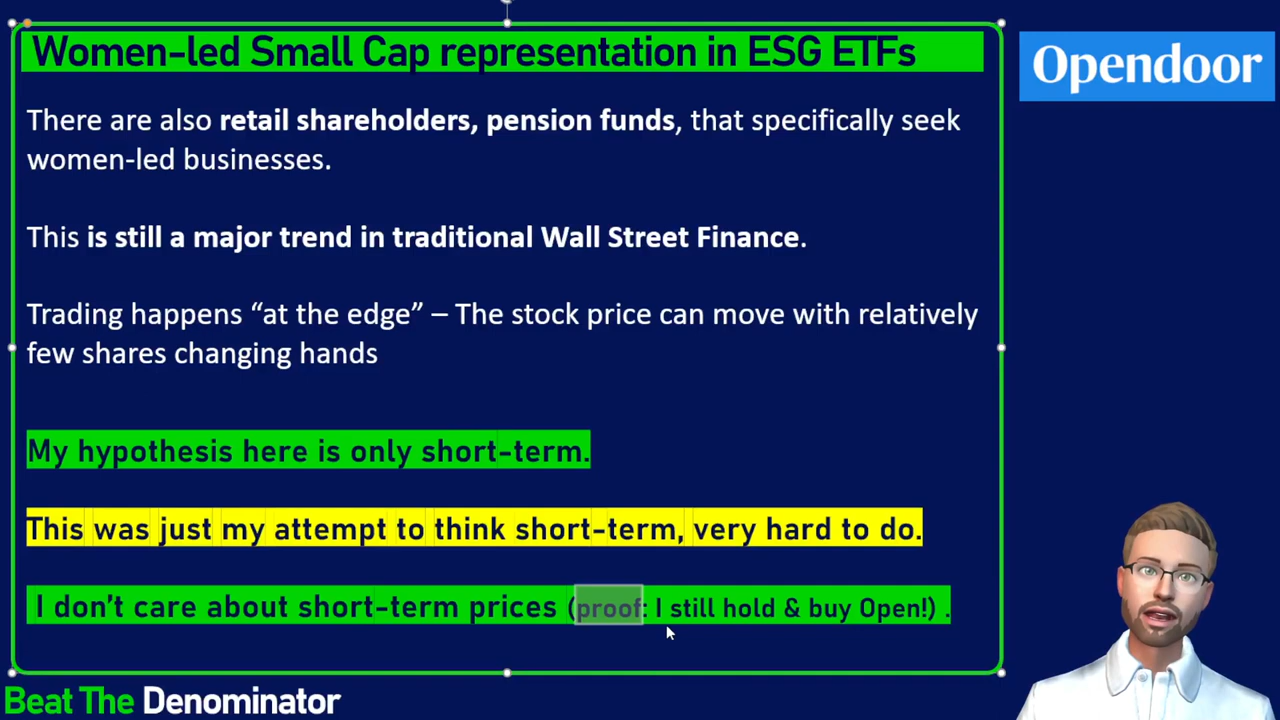 Women-led Small Cap representation in ESG ETFs
Opendoor
There are also retail shareholders, pension funds, that specifically seek
women-led businesses.
This is still a major trend in traditional Wall Street Finance.
Trading happens “at the edge” – The stock price can move with relatively
few shares changing hands
My hypothesis here is only short-term.
This was just my attempt to think short-term, very hard to do.
I don’t care about short-term prices (proof: I still hold & buy Open!) .
Beat The Denominator